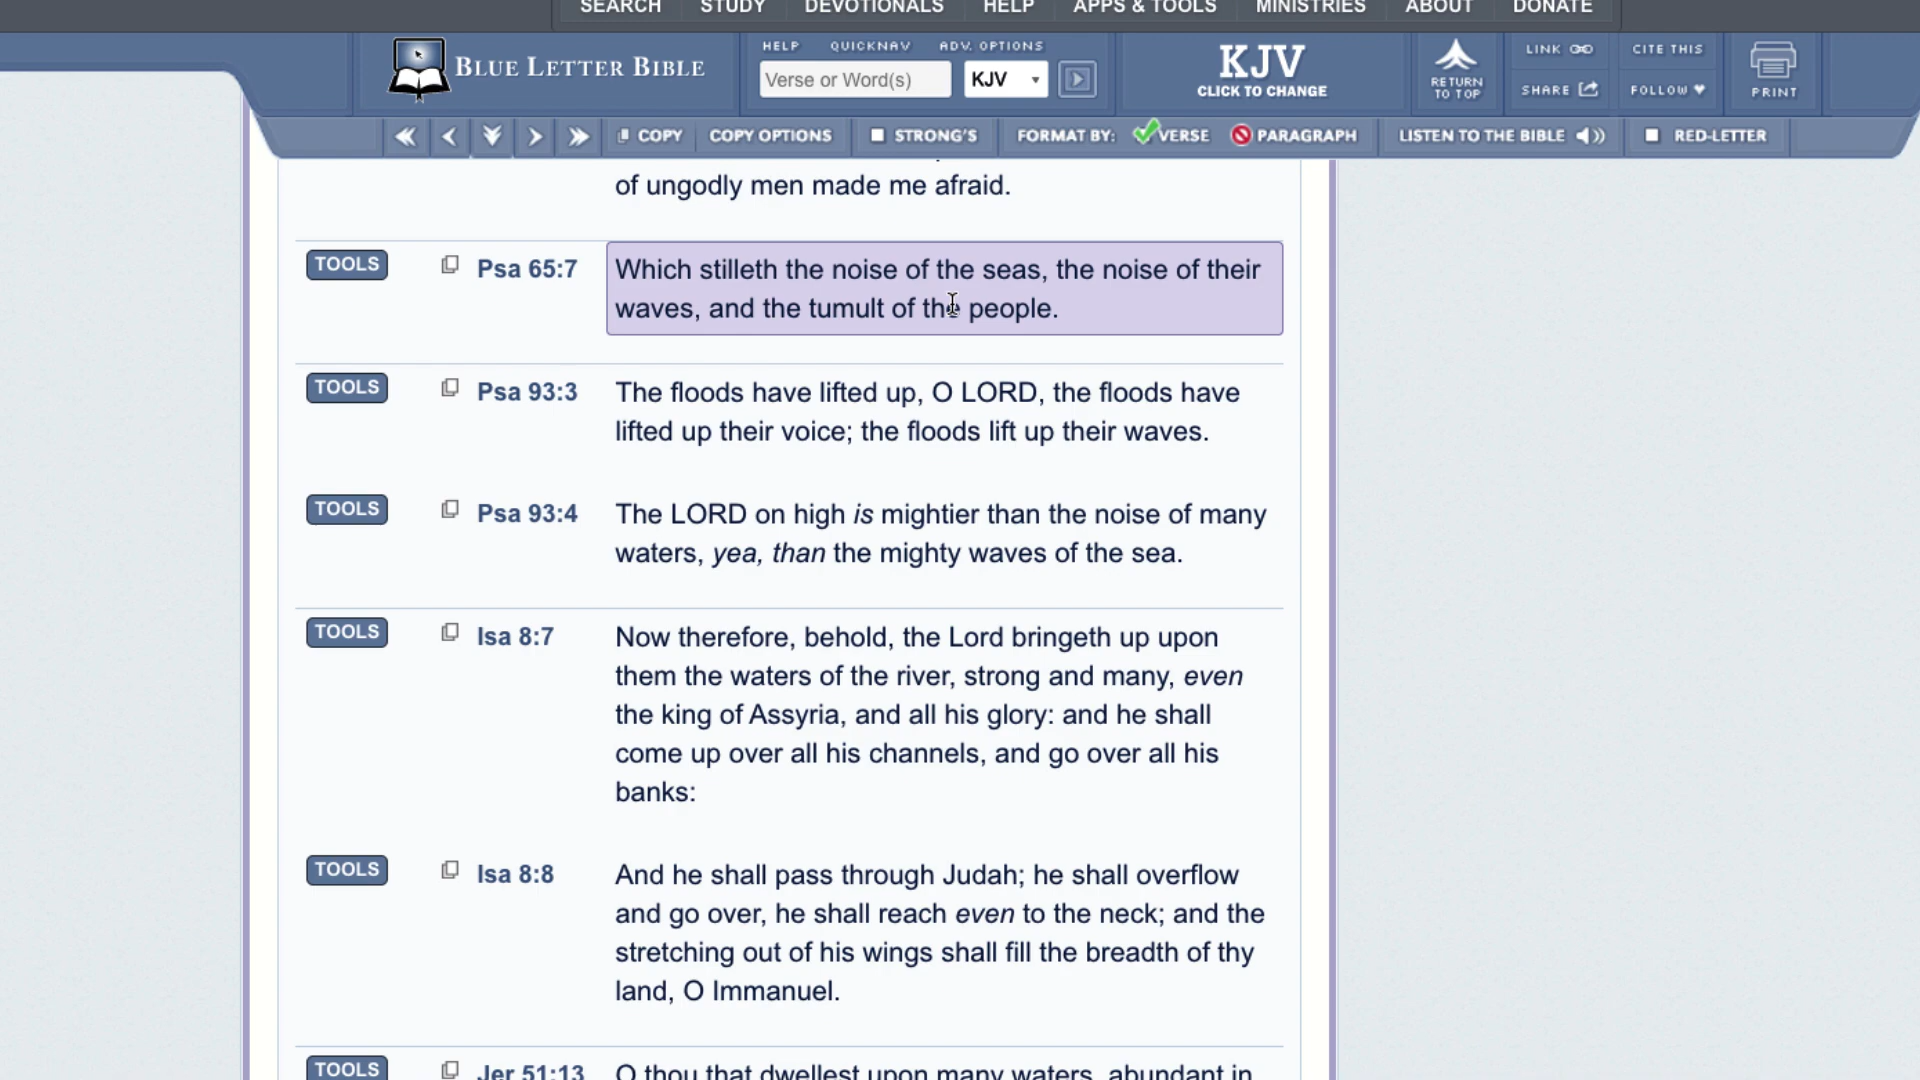 SEARCH STUDY DEVOTIONALS HELP APPS & TOOLS MINISTRIES ABOUT DONATE
BLUE LETTER BIBLE
HELP QUICKNAV ADV. OPTIONS
Verse or Word(s) KJV
KJV
CLICK TO CHANGE
RETURN
TO TOP
LINK CITE THIS
SHARE FOLLOW PRINT
COPY COPY OPTIONS STRONG'S FORMAT BY: VERSE PARAGRAPH LISTEN TO THE BIBLE RED-LETTER
of ungodly men made me afraid.
TOOLS Psa 65:7 Which stilleth the noise of the seas, the noise of their
waves, and the tumult of the people.
TOOLS Psa 93:3 The floods have lifted up, O LORD, the floods have
lifted up their voice; the floods lift up their waves.
TOOLS Psa 93:4 The LORD on high is mightier than the noise of many
waters, yea, than the mighty waves of the sea.
TOOLS Isa 8:7 Now therefore, behold, the Lord bringeth up upon
them the waters of the river, strong and many, even
the king of Assyria, and all his glory: and he shall
come up over all his channels, and go over all his
banks:
TOOLS Isa 8:8 And he shall pass through Judah; he shall overflow
and go over, he shall reach even to the neck; and the
stretching out of his wings shall fill the breadth of thy
land, O Immanuel.
TOOLS Jer 51:13 O thou that dwellest upon many waters, abundant in